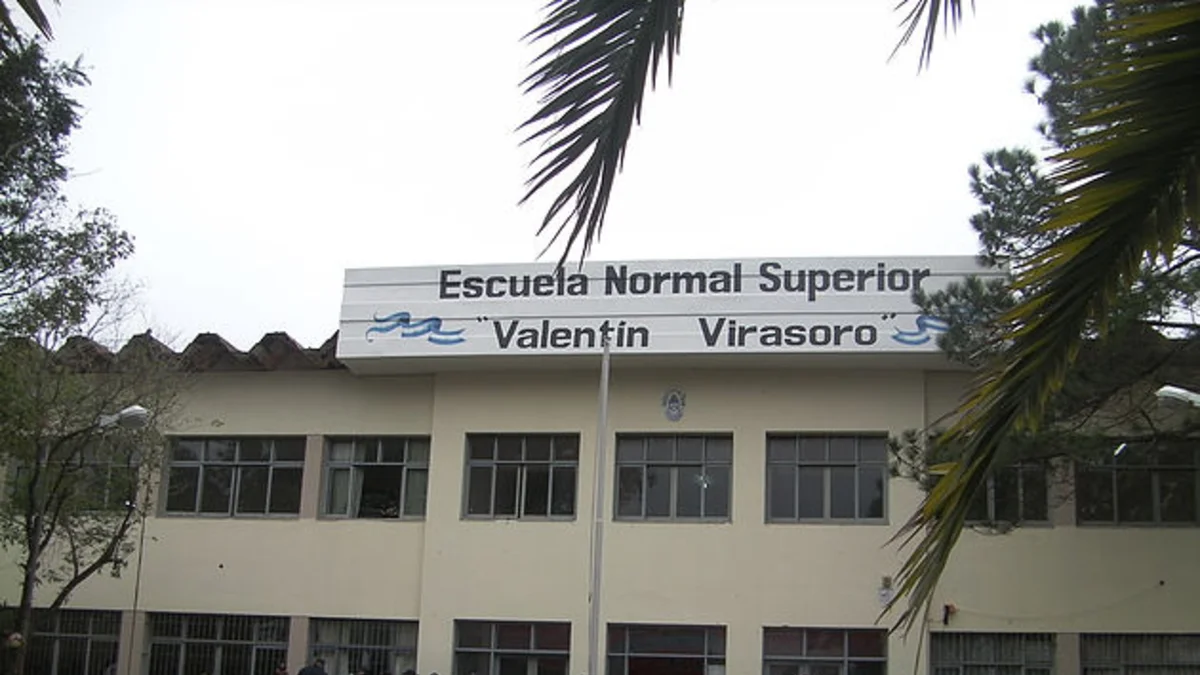 Escuela Normal Superior
"Valentín Virasoro"